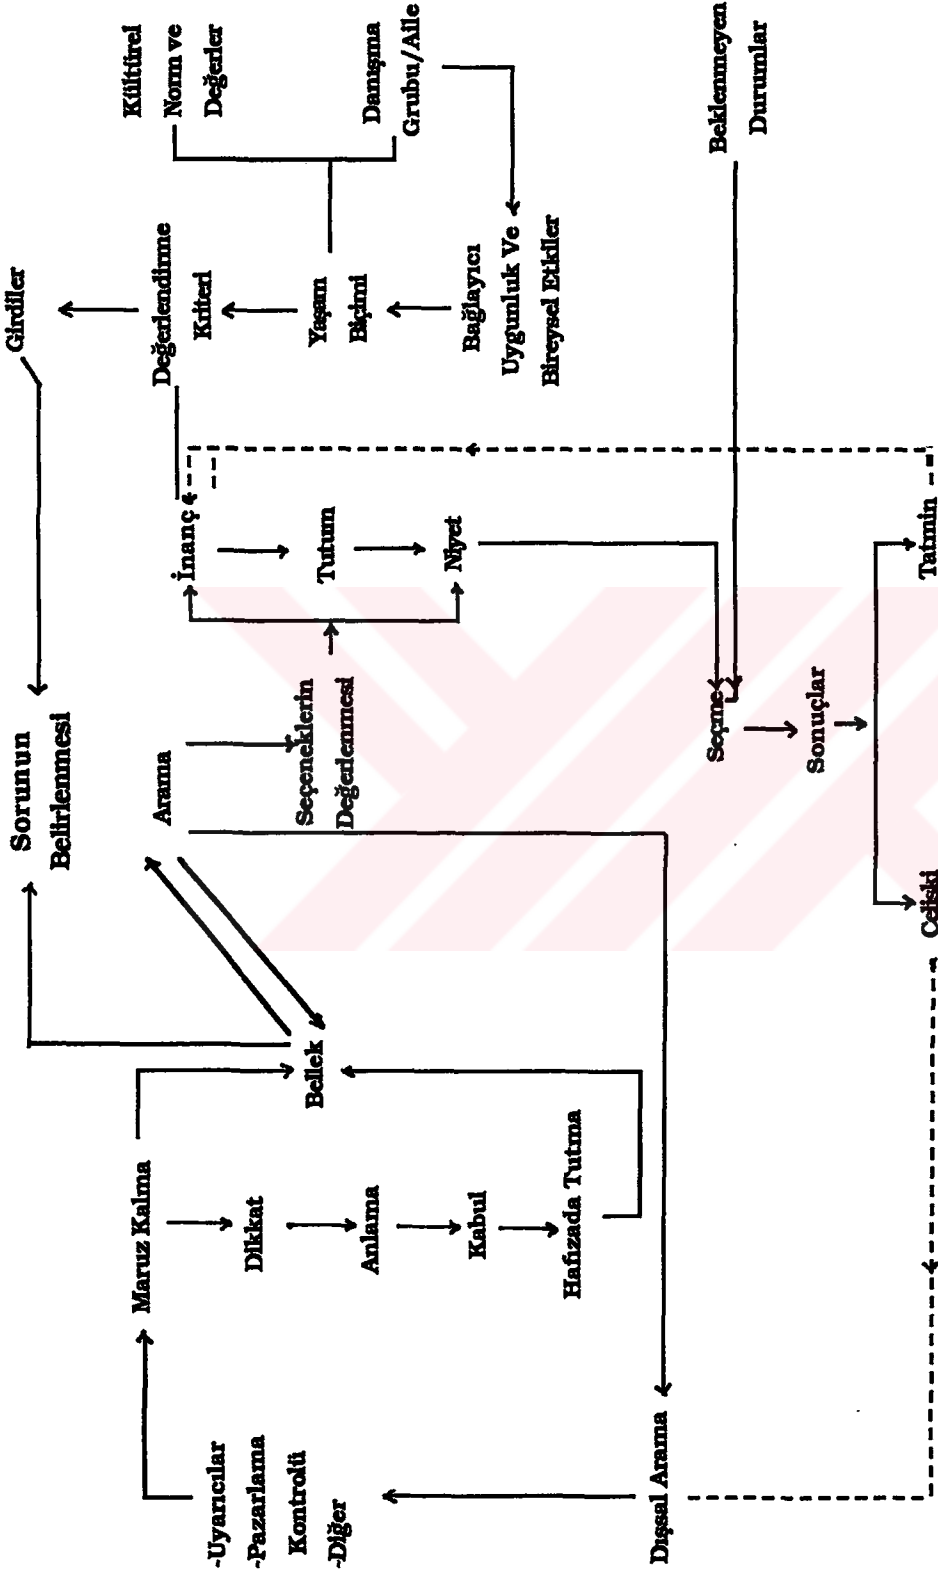 -Uyarıcılar
-Pazarlama
Kontrolü
-Diğer
Maruz Kalma
Dikkat
Anlama
Kabul
Hafızada Tutma
Dışsal Arama
Bellek
Sorunun
Belirlenmesi
Arama
Seçeneklerin
Değerlenmesi
İnanç
Tutum
Niyet
Seçme
Sonuçlar
Çelişki
Tatmin
Girdiler
Değerlendirme
Kriteri
Yaşam
Biçimi
Bağlayıcı
Uygunluk Ve
Bireysel Etkiler
Kültürel
Norm ve
Değerler
Danışma
Grubu/Aile
Beklenmeyen
Durumlar